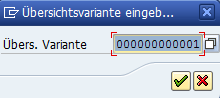 Übersichtsvariante eingeb...
Übers. Variante 000000000001